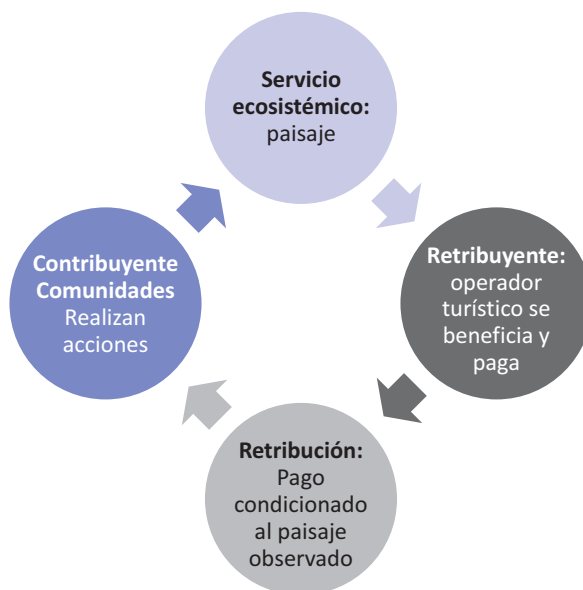 Servicio
ecosistémico:
paisaje
Retribuyente:
operador
turístico se
beneficia y
paga
Retribución:
Pago
condicionado
al paisaje
observado
Contribuyente
Comunidades
Realizan
acciones